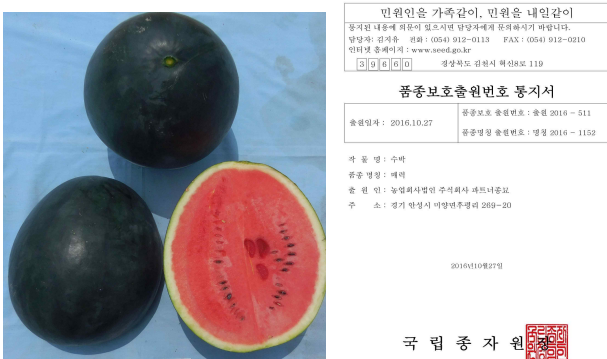 민원인을 가족같이, 민원을 내일같이
통지된 내용에 의문이 있으시면 담당자에게 문의하시기 바랍니다.
담당자: 김지유 전화 : (054) 912-0113 FAX : (054) 912-0210
인터넷 홈페이지 : www.seed.go.kr
39660 경상북도 김천시 혁신8로 119
품종보호출원번호 통지서
출원일자 : 2016.10.27
품종보호 출원번호 : 출원 2016 - 511
품종명칭 출원번호 : 명칭 2016 - 1152
작 물 명 : 수박
품종 명칭 : 매력
출 원 인 : 농업회사법인 주식회사 파트너종묘
주 소 : 경기 안성시 미양면후평리 269-20
2016년10월27일
국 립 종 자 원 장